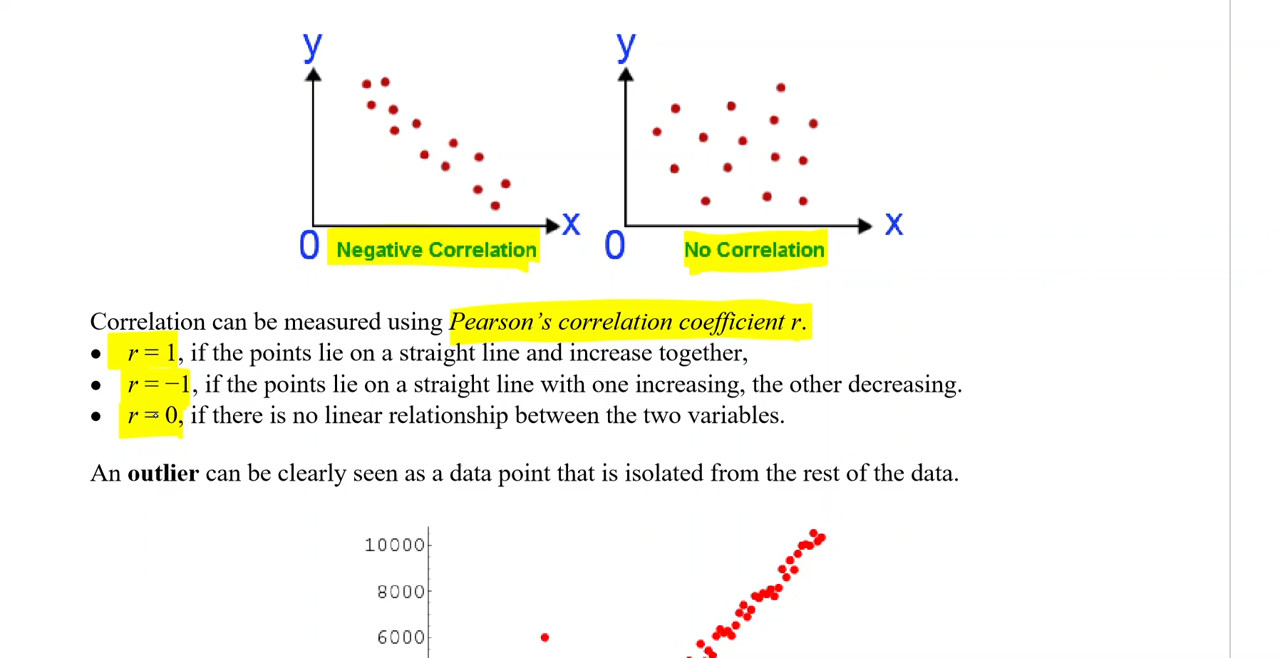 y y
x x
0 Negative Correlation 0 No Correlation
Correlation can be measured using Pearson’s correlation coefficient r.
• r = 1, if the points lie on a straight line and increase together,
• r = −1, if the points lie on a straight line with one increasing, the other decreasing.
• r = 0, if there is no linear relationship between the two variables.
An outlier can be clearly seen as a data point that is isolated from the rest of the data.
10000
8000
6000